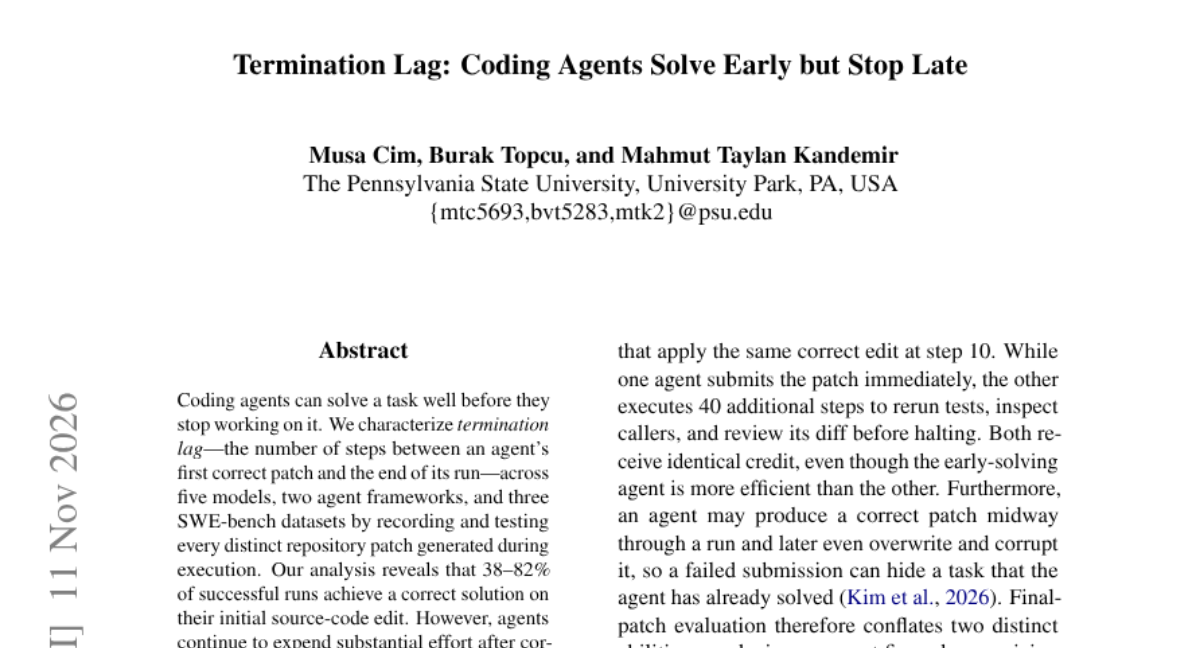 Termination Lag: Coding Agents Solve Early but Stop Late
Musa Cim, Burak Topcu, and Mahmut Taylan Kandemir
The Pennsylvania State University, University Park, PA, USA
{mtc5693,bvt5283,mtk2}@psu.edu
Abstract
Coding agents can solve a task well before they
stop working on it. We characterize termination
lag—the number of steps between an agent's
first correct patch and the end of its run—across
five models, two agent frameworks, and three
SWE-bench datasets by recording and testing
every distinct repository patch generated during
execution. Our analysis reveals that 38–82%
of successful runs achieve a correct solution on
their initial source-code edit. However, agents
continue to expend substantial effort after cor-
that apply the same correct edit at step 10. While
one agent submits the patch immediately, the other
executes 40 additional steps to rerun tests, inspect
callers, and review its diff before halting. Both re-
ceive identical credit, even though the early-solving
agent is more efficient than the other. Furthermore,
an agent may produce a correct patch midway
through a run and later even overwrite and corrupt
it, so a failed submission can hide a task that the
agent has already solved (Kim et al., 2026). Final-
patch evaluation therefore conflates two distinct
I] 11 Nov 2026